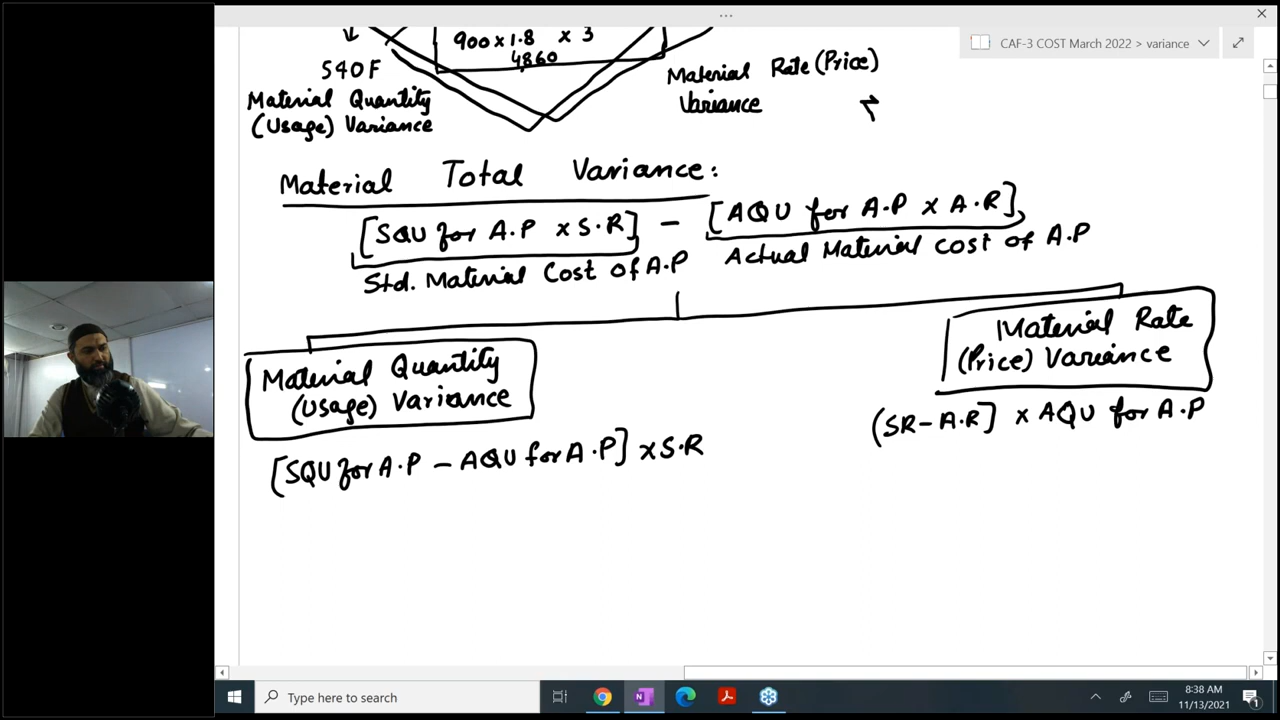 CAF-3 COST March 2022 > variance
900 x 1.8 x 3
4860
540 F
Material Quantity
(Usage) Variance
Material Rate (Price)
Variance
Material Total Variance:
[SQU for A.P x S.R] − [AQU for A.P x A.R]
Std. Material Cost of A.P
Actual Material cost of A.P
Material Quantity
(Usage) Variance
[SQU for A.P − AQU for A.P] x S.R
Material Rate
(Price) Variance
(SR − A.R] x AQU for A.P
Type here to search
8:38 AM
11/13/2021
1